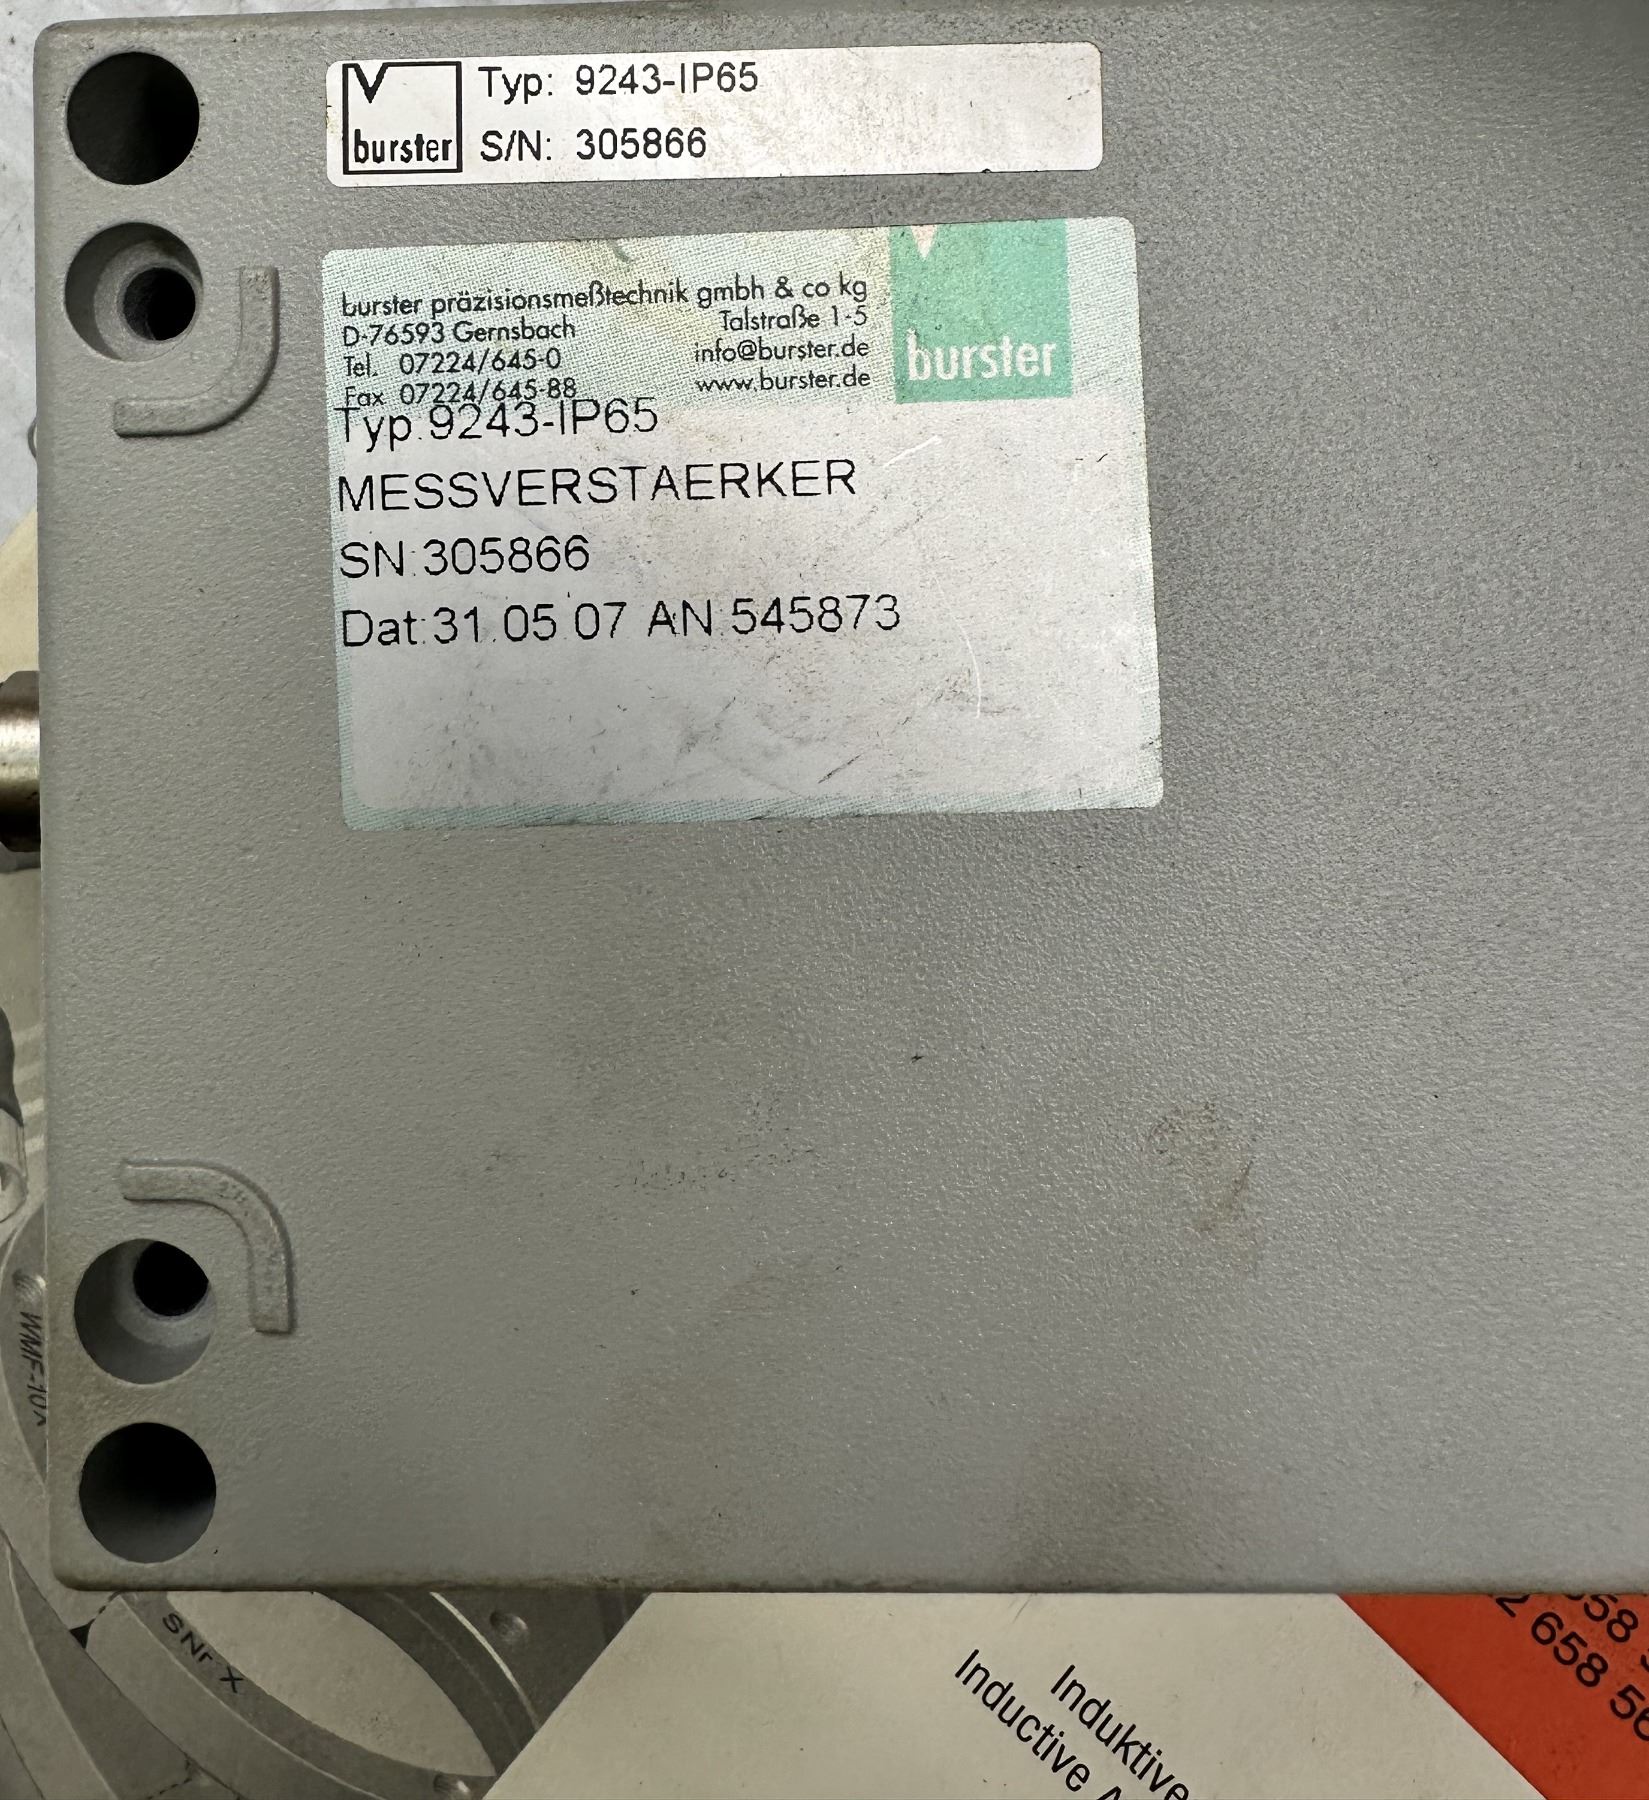 burster
Typ: 9243-IP65
S/N: 305866
burster präzisionsmeßtechnik gmbh & co kg
D-76593 Gernsbach
Talstraße 1-5
Tel. 07224/645-0
info@burster.de
Fax 07224/645-88
www.burster.de
burster
Typ:9243-IP65
MESSVERSTAERKER
SN:305866
Dat:31.05.07 AN:545873
SNr X
Induktive
Inductive
658